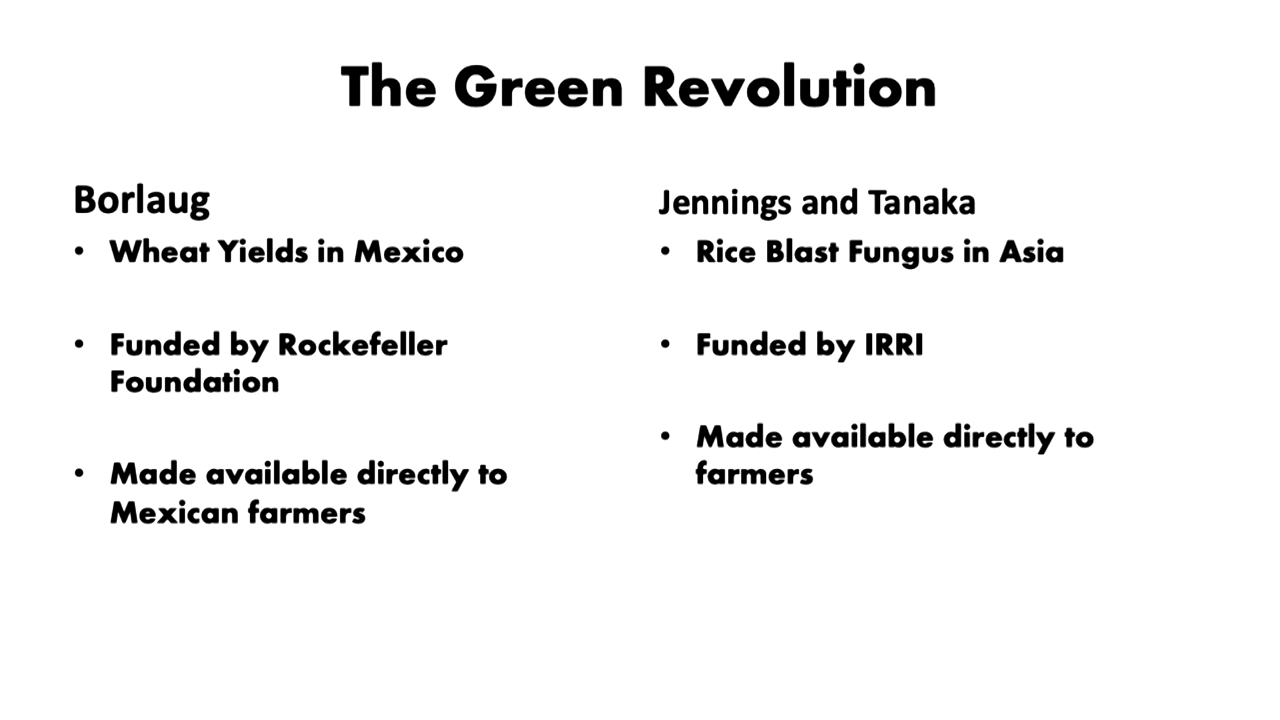 The Green Revolution
Borlaug
• Wheat Yields in Mexico
• Funded by Rockefeller
Foundation
• Made available directly to
Mexican farmers
Jennings and Tanaka
• Rice Blast Fungus in Asia
• Funded by IRRI
• Made available directly to
farmers